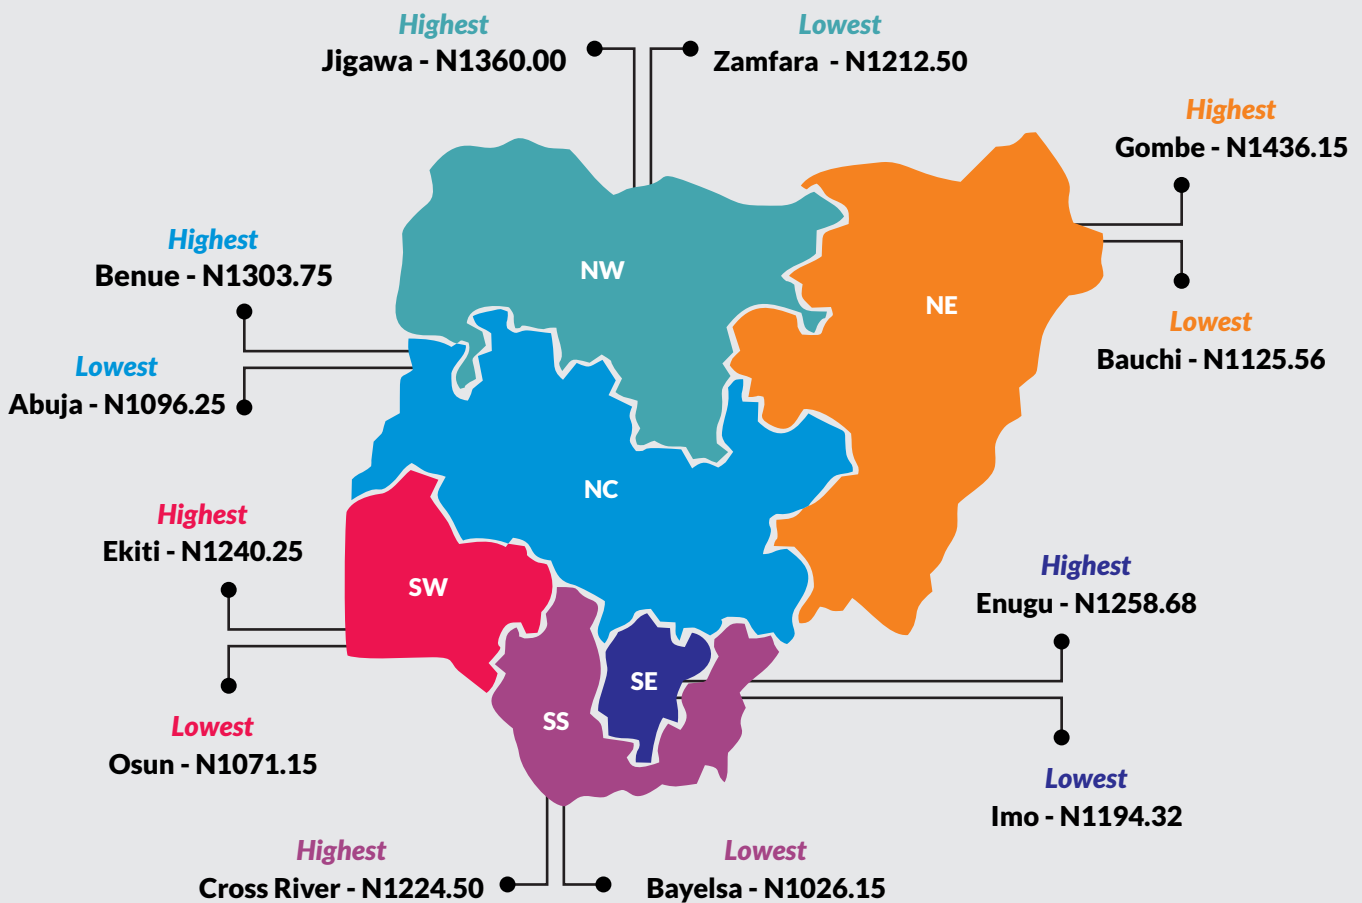 Highest
Jigawa - N1360.00
Lowest
Zamfara - N1212.50
Highest
Gombe - N1436.15
Lowest
Bauchi - N1125.56
Highest
Benue - N1303.75
Lowest
Abuja - N1096.25
NW
NE
NC
SW
SE
SS
Highest
Ekiti - N1240.25
Lowest
Osun - N1071.15
Highest
Enugu - N1258.68
Lowest
Imo - N1194.32
Highest
Cross River - N1224.50
Lowest
Bayelsa - N1026.15